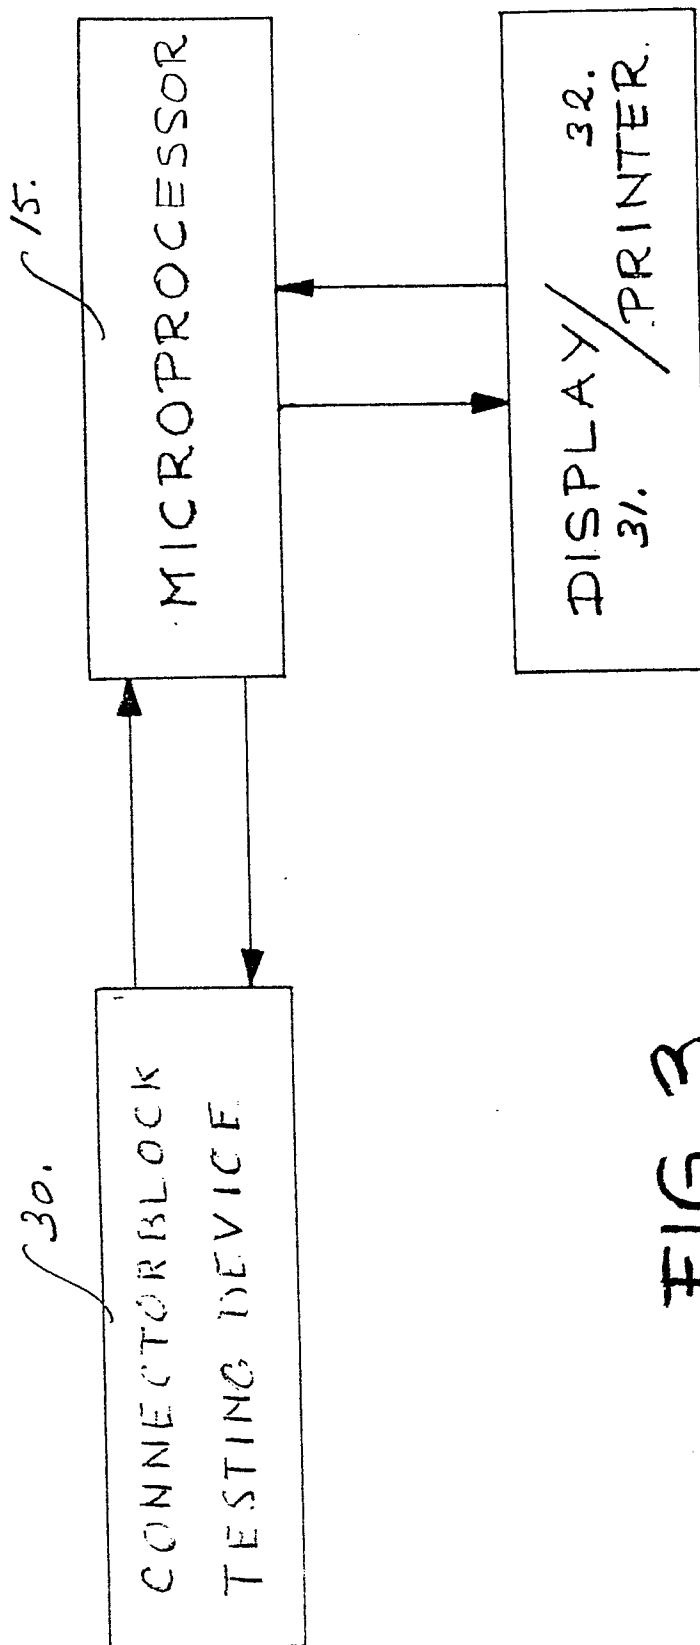 30.
CONNECTORBLOCK
TESTING DEVICE
15.
MICROPROCESSOR
DISPLAY/
31.
32.
PRINTER.
FIG 3